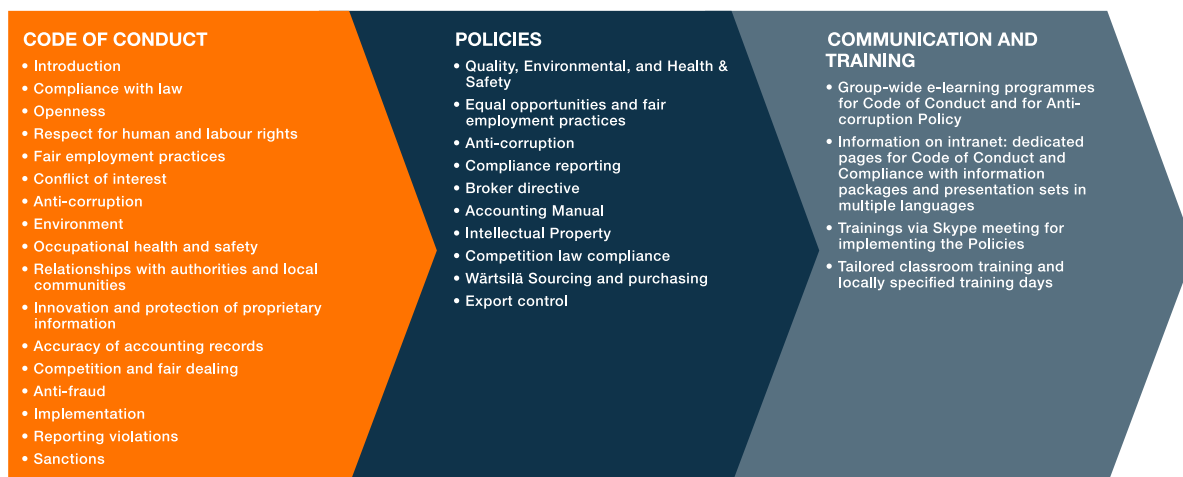 CODE OF CONDUCT
• Introduction
• Compliance with law
• Openness
• Respect for human and labour rights
• Fair employment practices
• Conflict of interest
• Anti-corruption
• Environment
• Occupational health and safety
• Relationships with authorities and local
communities
• Innovation and protection of proprietary
information
• Accuracy of accounting records
• Competition and fair dealing
• Anti-fraud
• Implementation
• Reporting violations
• Sanctions
POLICIES
• Quality, Environmental, and Health &
Safety
• Equal opportunities and fair
employment practices
• Anti-corruption
• Compliance reporting
• Broker directive
• Accounting Manual
• Intellectual Property
• Competition law compliance
• Wärtsilä Sourcing and purchasing
• Export control
COMMUNICATION AND
TRAINING
• Group-wide e-learning programmes
for Code of Conduct and for Anti-
corruption Policy
• Information on intranet: dedicated
pages for Code of Conduct and
Compliance with information
packages and presentation sets in
multiple languages
• Trainings via Skype meeting for
implementing the Policies
• Tailored classroom training and
locally specified training days